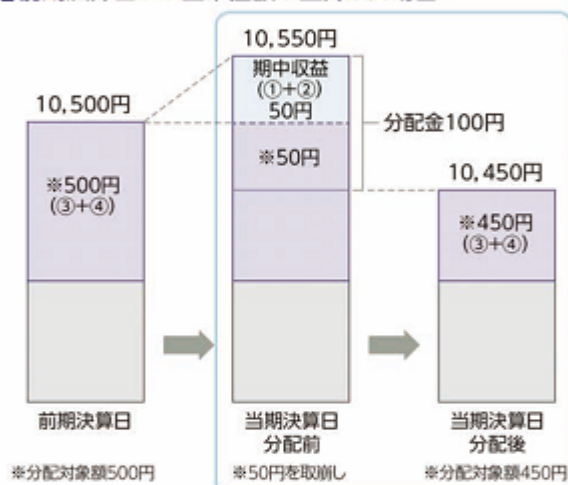 10,550円
期中収益
(①+②)
50円
10,500円
分配金100円
※50円
※500円
(③+④)
10,450円
※450円
(③+④)
前期決算日
当期決算日
分配前
当期決算日
分配後
※分配対象額500円
※50円を取崩し
※分配対象額450円